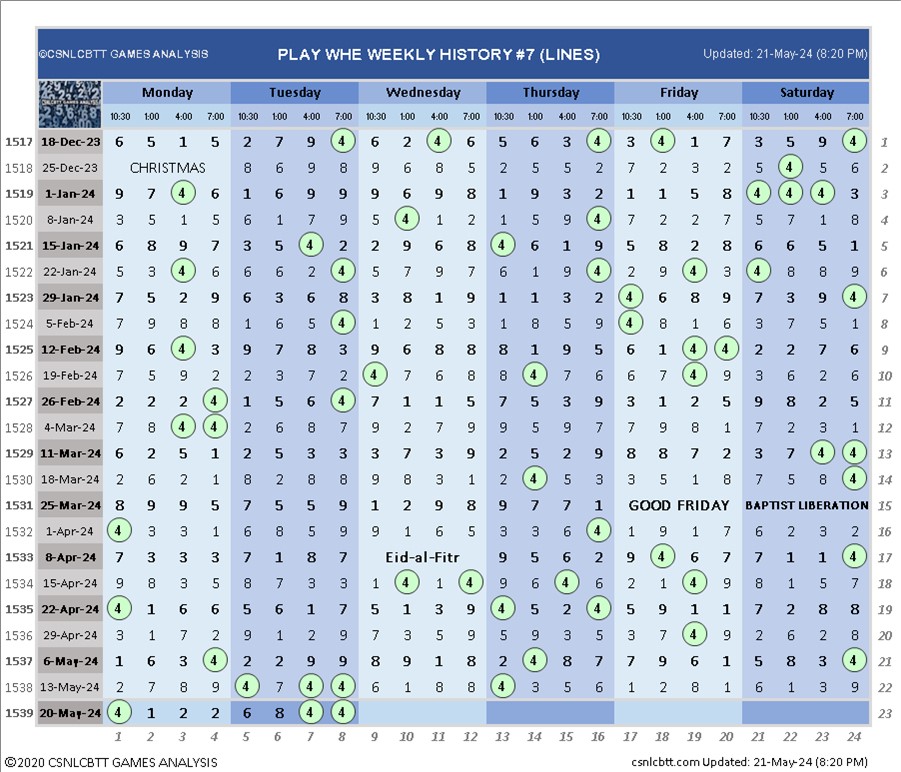 ©CSNLCBTT GAMES ANALYSIS PLAY WHE WEEKLY HISTORY #7 (LINES) Updated: 21-May-24 (8:20 PM)
Monday Tuesday Wednesday Thursday Friday Saturday
10:30 1:00 4:00 7:00 10:30 1:00 4:00 7:00 10:30 1:00 4:00 7:00 10:30 1:00 4:00 7:00 10:30 1:00 4:00 7:00 10:30 1:00 4:00 7:00
1517 18-Dec-23 6 5 1 5 2 7 9 4 6 2 4 6 5 6 3 4 3 4 1 7 3 5 9 4 1
1518 25-Dec-23 CHRISTMAS 8 6 9 8 9 6 8 5 2 5 5 2 7 2 3 2 5 4 5 6 2
1519 1-Jan-24 9 7 4 6 1 6 9 9 9 6 9 8 1 9 3 2 1 1 5 8 4 4 4 3 3
1520 8-Jan-24 3 5 1 5 6 1 7 9 5 4 1 2 1 5 9 4 7 2 2 7 5 7 1 8 4
1521 15-Jan-24 6 8 9 7 3 5 4 2 2 9 6 8 4 6 1 9 5 8 2 8 6 6 5 1 5
1522 22-Jan-24 5 3 4 6 6 6 2 4 5 7 9 7 6 1 9 4 2 9 4 3 4 8 8 9 6
1523 29-Jan-24 7 5 2 9 6 3 6 8 3 8 1 9 1 1 3 2 4 6 8 9 7 3 9 4 7
1524 5-Feb-24 7 9 8 8 1 6 5 4 1 2 5 3 1 8 5 9 4 8 1 6 3 7 5 1 8
1525 12-Feb-24 9 6 4 3 9 7 8 3 9 6 8 8 8 1 9 5 6 1 4 4 2 2 7 6 9
1526 19-Feb-24 7 5 9 2 2 3 7 2 4 9 6 1 8 4 7 6 6 7 4 9 3 6 2 6 10
1527 26-Feb-24 2 2 2 4 1 5 6 4 7 1 1 5 7 5 3 9 3 1 2 5 9 8 2 5 11
1528 4-Mar-24 7 8 4 4 2 6 8 7 9 3 7 2 9 5 9 7 7 9 8 1 7 2 3 1 12
1529 11-Mar-24 6 2 5 1 2 5 3 3 3 7 3 9 2 5 2 9 8 8 7 2 3 7 4 4 13
1530 18-Mar-24 2 6 2 1 8 2 8 8 9 8 3 1 2 4 5 3 3 5 1 8 7 5 8 4 14
1531 25-Mar-24 8 9 9 5 7 5 5 9 1 2 9 8 9 7 7 1 GOOD FRIDAY BAPTIST LIBERATION 15
1532 1-Apr-24 4 3 3 1 6 8 5 9 9 1 6 5 3 3 6 4 1 9 1 7 6 2 3 2 16
1533 8-Apr-24 7 3 3 3 7 1 8 7 Eid-al-Fitr 9 5 6 2 9 4 6 7 7 1 1 4 17
1534 15-Apr-24 9 8 3 5 8 7 3 3 1 4 1 4 9 6 4 6 2 1 4 9 8 1 5 7 18
1535 22-Apr-24 4 1 6 6 5 6 1 7 5 1 3 9 4 5 2 4 5 9 1 1 7 2 8 8 19
1536 29-Apr-24 3 1 7 2 9 1 2 9 7 3 5 9 5 9 3 5 3 7 4 9 2 6 2 8 20
1537 6-May-24 1 6 3 4 2 2 9 9 8 9 1 8 2 4 8 7 7 9 6 1 5 8 3 4 21
1538 13-May-24 2 7 8 9 4 7 4 4 6 1 8 8 4 3 5 6 1 2 8 1 6 1 3 9 22
1539 20-May-24 4 1 2 2 6 8 4 4 23
1 2 3 4 5 6 7 8 9 10 11 12 13 14 15 16 17 18 19 20 21 22 23 24
©2020 CSNLCBTT GAMES ANALYSIS csnlcbtt.com Updated: 21-May-24 (8:20 PM)